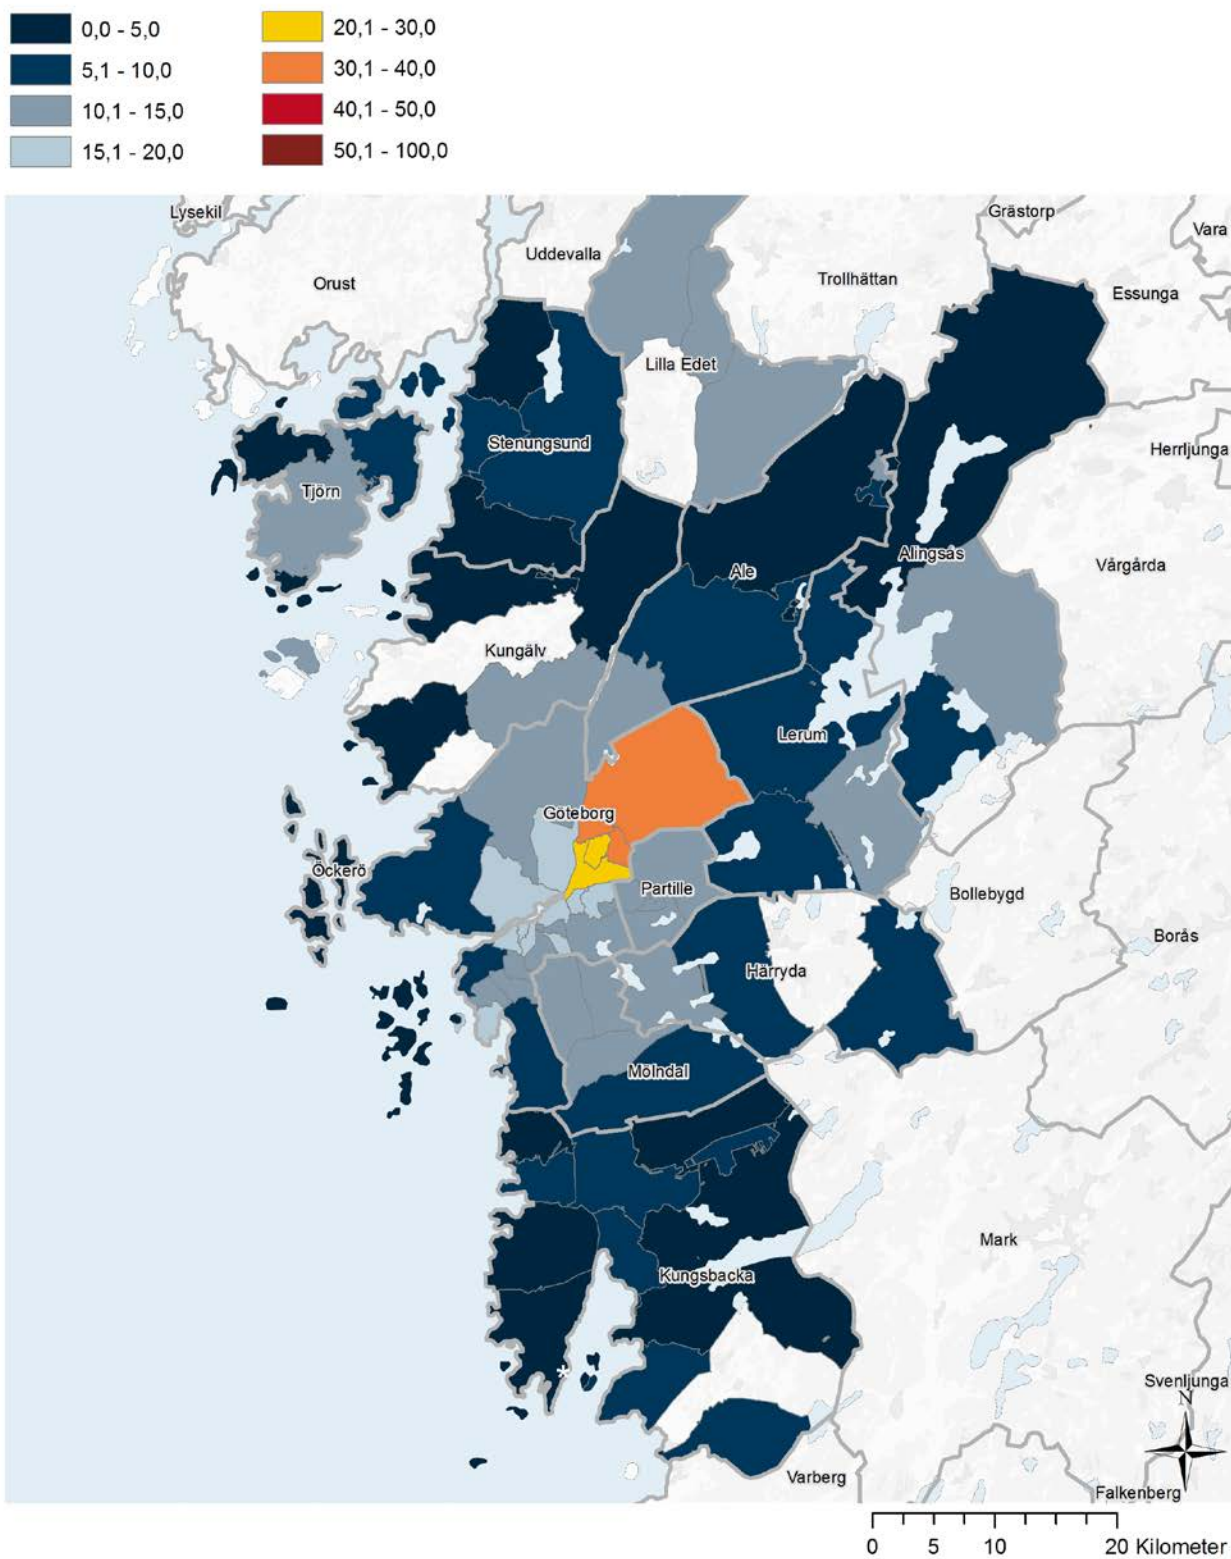 0,0 - 5,0
5,1 - 10,0
10,1 - 15,0
15,1 - 20,0
20,1 - 30,0
30,1 - 40,0
40,1 - 50,0
50,1 - 100,0
Lysekil
Grästorp
Vara
Uddevalla
Trollhättan
Orust
Essunga
Lilla Edet
Stenungsund
Herrljunga
Tjörn
Alingsås
Vårgårda
Ale
Kungälv
Lerum
Göteborg
Öckerö
Partille
Bollebygd
Borås
Härryda
Mölndal
Mark
Kungsbacka
*
Svenljunga
N
Varberg
Falkenberg
0 5 10 20 Kilometer